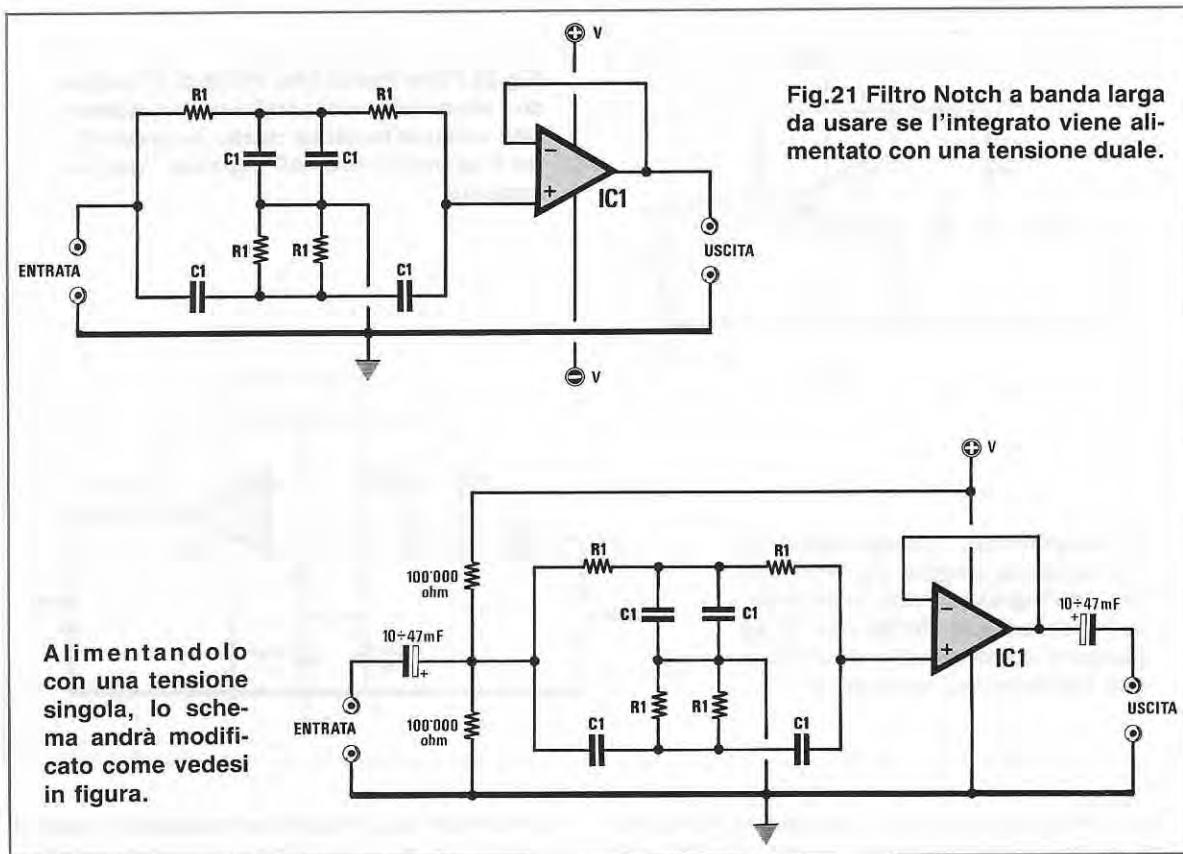 V
R1
R1
C1
C1
R1
R1
C1
C1
ENTRATA
−
+
IC1
USCITA
V
Fig.21 Filtro Notch a banda larga
da usare se l'integrato viene ali-
mentato con una tensione duale.
V
100'000
ohm
10÷47mF
+
ENTRATA
100'000
ohm
R1
R1
C1
C1
R1
R1
C1
C1
−
+
IC1
10÷47mF
+
USCITA
Alimentandolo
con una tensione
singola, lo sche-
ma andrà modifi-
cato come vedesi
in figura.